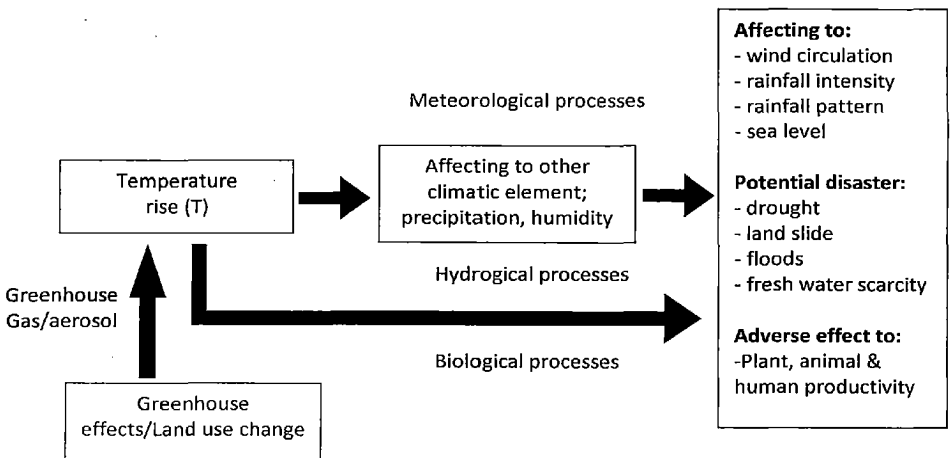 Affecting to:
- wind circulation
- rainfall intensity
- rainfall pattern
- sea level
Meteorological processes
Temperature
rise (T)
Affecting to other
climatic element;
precipitation, humidity
Potential disaster:
- drought
- land slide
- floods
- fresh water scarcity
Hydrogical processes
Greenhouse
Gas/aerosol
Biological processes
Adverse effect to:
-Plant, animal &
human productivity
Greenhouse
effects/Land use change